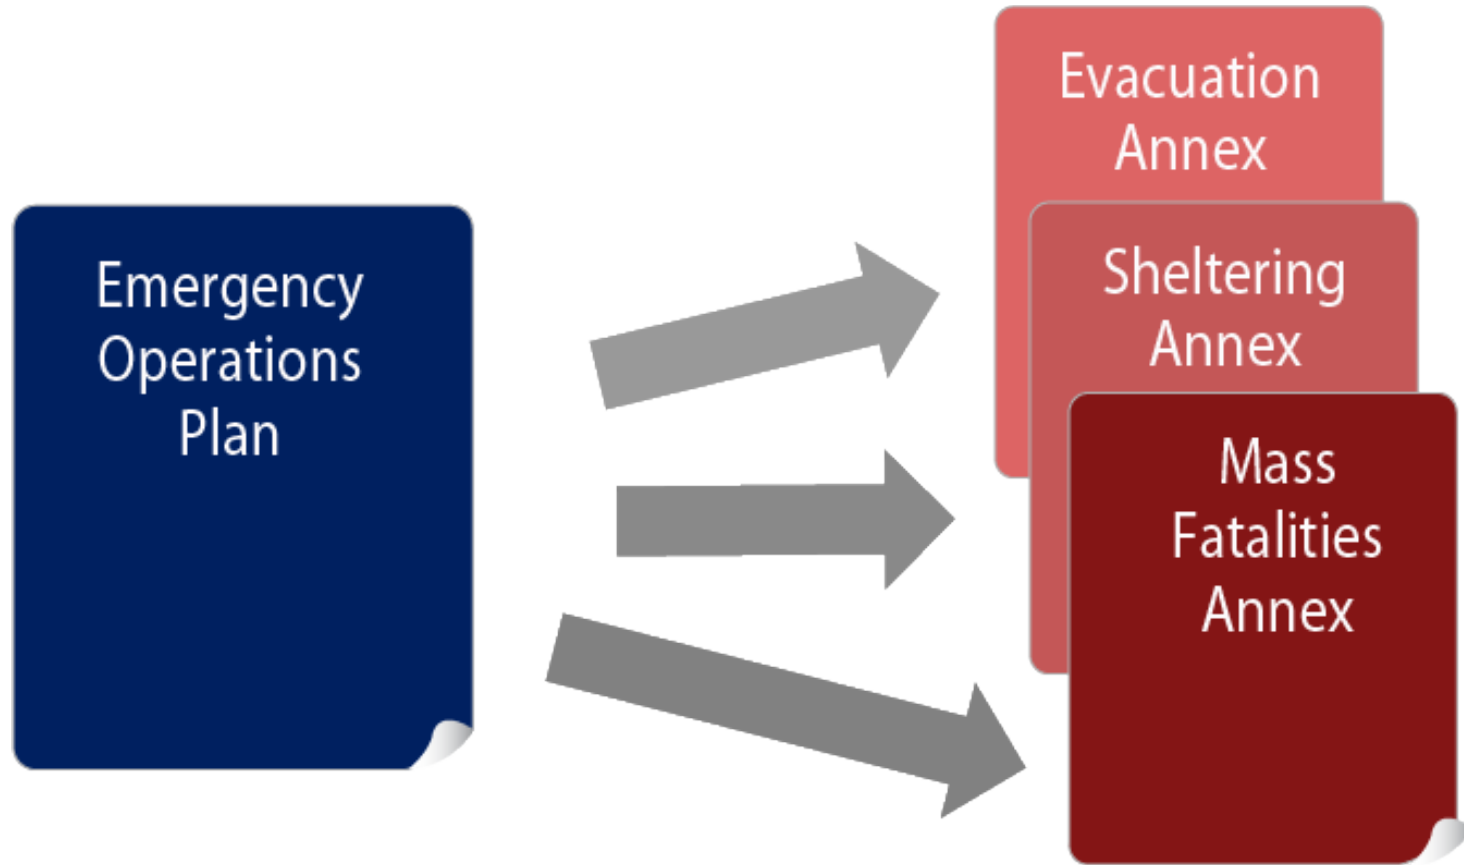 Emergency
Operations
Plan
Evacuation
Annex
Sheltering
Annex
Mass
Fatalities
Annex